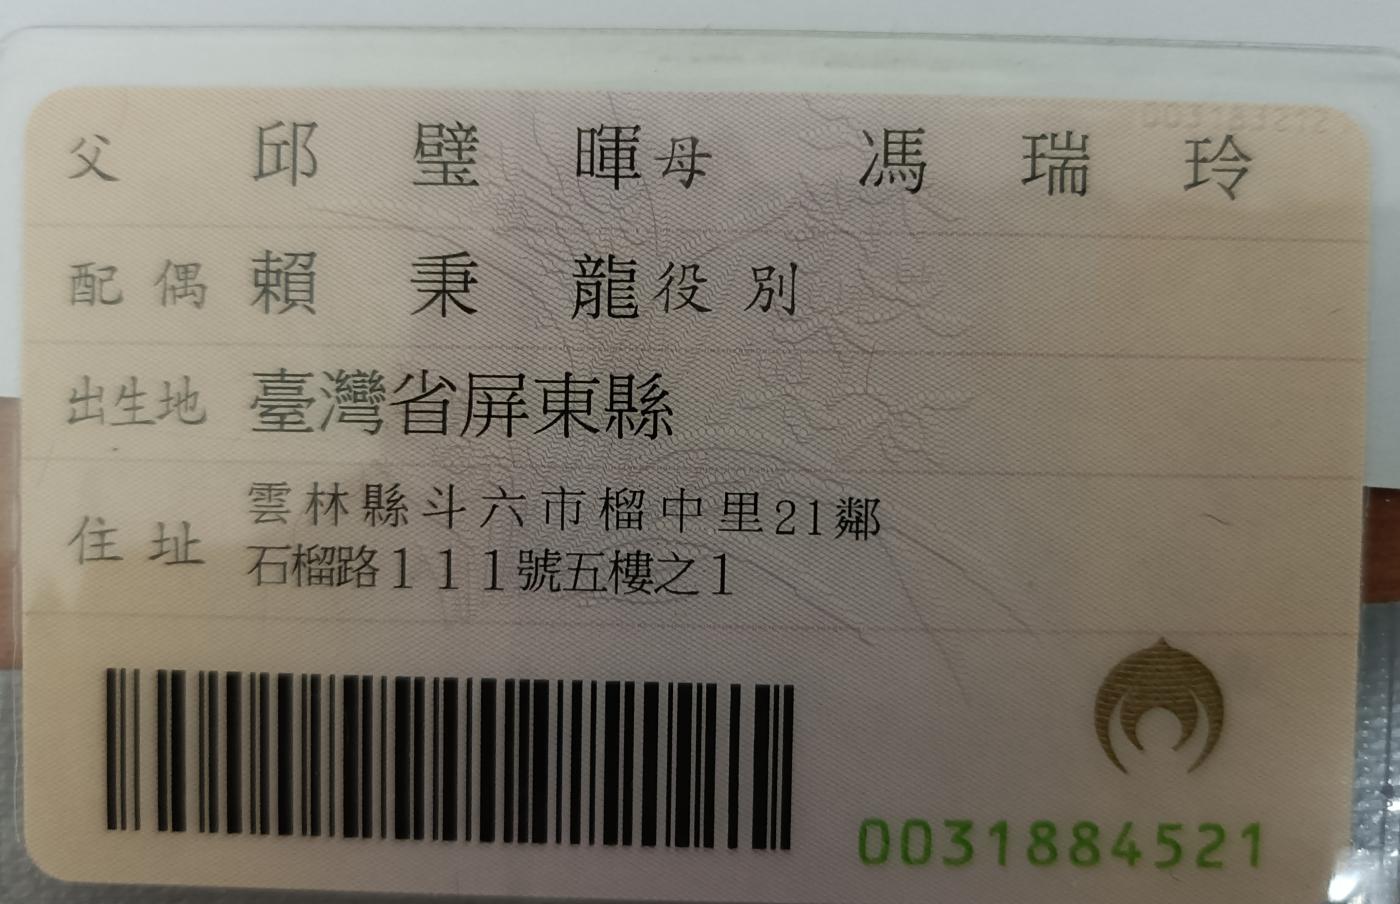 父 邱璧暉 母 馮瑞玲
配偶 賴秉龍 役別
出生地 臺灣省屏東縣
住址 雲林縣斗六市榴中里21鄰
石榴路111號五樓之1
0031884521